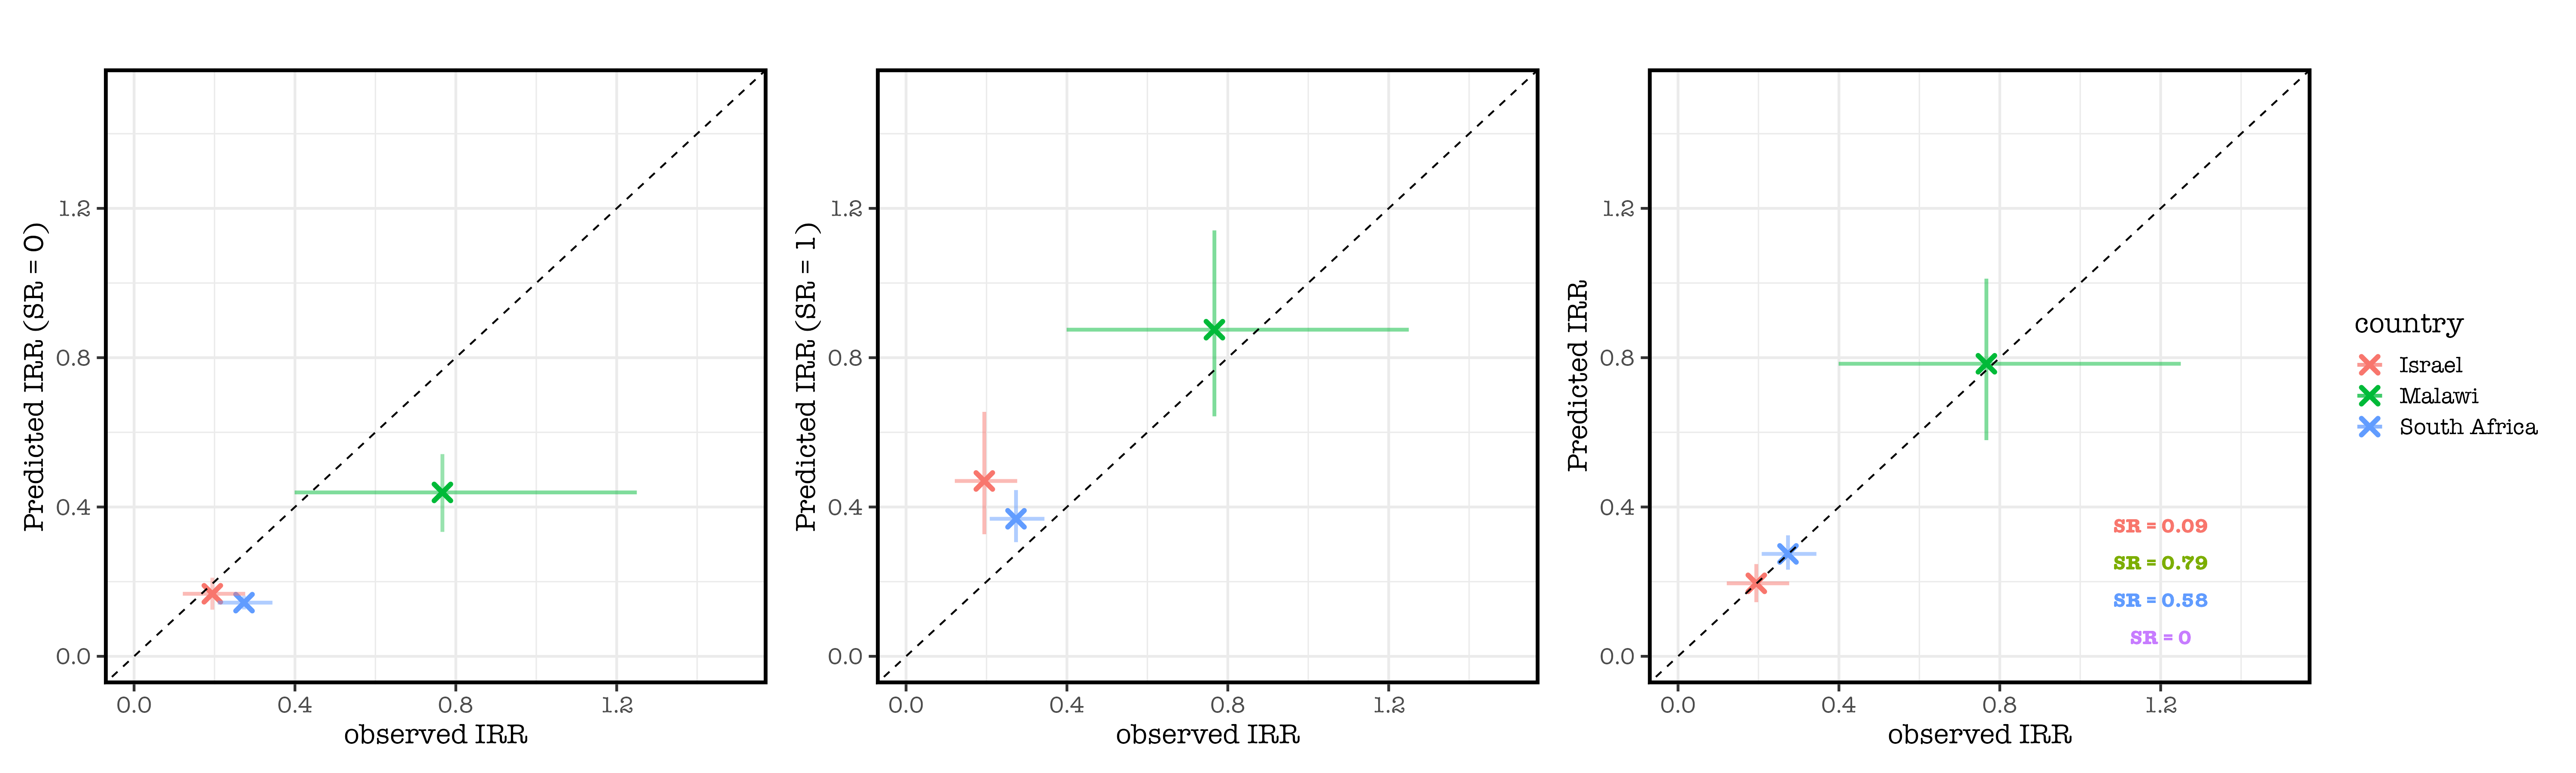 Predicted IRR (SR = 0)
1.2
0.8
0.4
0.0
0.0 0.4 0.8 1.2
observed IRR
Predicted IRR (SR = 1)
1.2
0.8
0.4
0.0
0.0 0.4 0.8 1.2
observed IRR
Predicted IRR
1.2
0.8
0.4
0.0
SR = 0.09
SR = 0.79
SR = 0.58
SR = 0
0.0 0.4 0.8 1.2
observed IRR
country
Israel
Malawi
South Africa